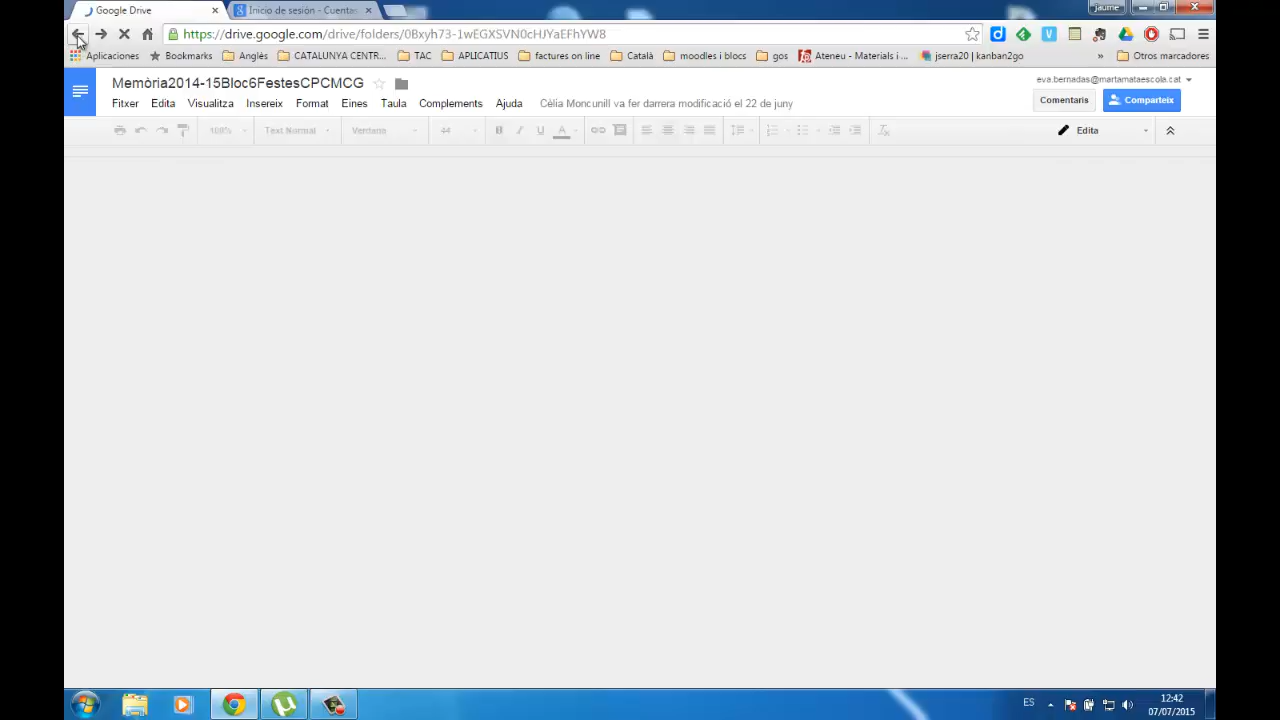 Google Drive
Inicio de sesión - Cuentas
jaume
https://drive.google.com/drive/folders/0Bxyh73-1wEGXSVN0cHJYaEFhYW8
Aplicaciones Bookmarks Anglès CATALUNYA CENTR... TAC APLICATIUS factures on line Català moodles i blocs gos Ateneu - Materials i ... jserra20 | kanban2go » Otros marcadores
Memòria2014-15Bloc6FestesCPCMCG
eva.bernadas@martamataescola.cat
Fitxer Edita Visualitza Insereix Format Eines Taula Complements Ajuda Cèlia Moncunill va fer darrera modificació el 22 de juny
Comentaris Comparteix
100% Text Normal Verdana 44 B I U A Edita
ES 12:42
07/07/2015